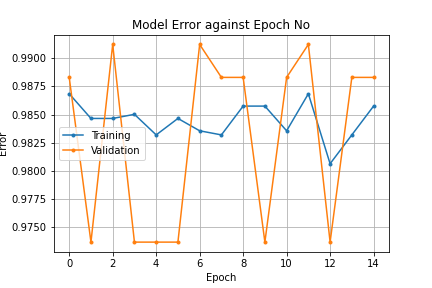 Model Error against Epoch No
0.9900
0.9875
0.9850
0.9825
0.9800
0.9775
0.9750
Error
Training
Validation
0 2 4 6 8 10 12 14
Epoch